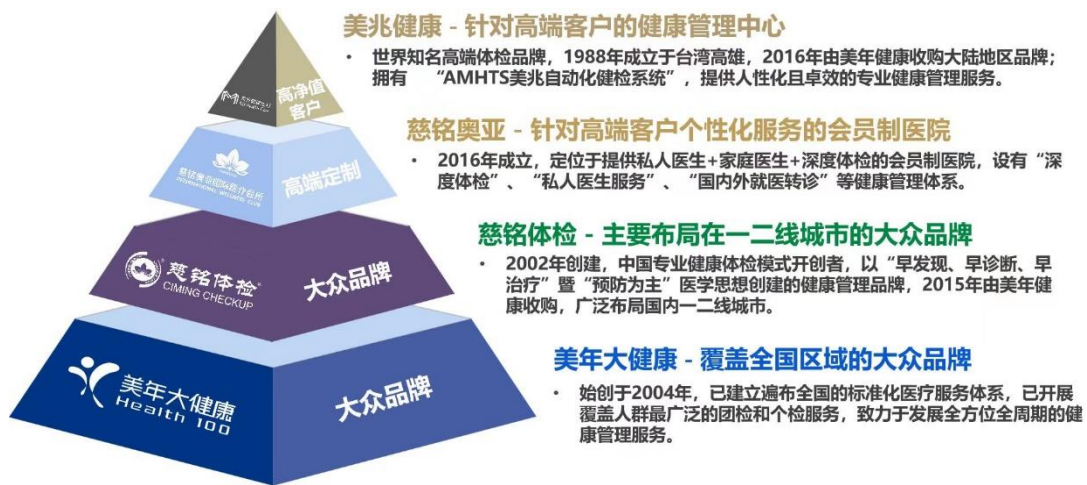 美兆健康 - 针对高端客户的健康管理中心
• 世界知名高端体检品牌，1988年成立于台湾高雄，2016年由美年健康收购大陆地区品牌；
拥有 “AMHTS美兆自动化健检系统”，提供人性化且卓效的专业健康管理服务。
高净值
客户
慈铭奥亚 - 针对高端客户个性化服务的会员制医院
• 2016年成立，定位于提供私人医生+家庭医生+深度体检的会员制医院，设有“深
度体检”、“私人医生服务”、“国内外就医转诊”等健康管理体系。
INTERNATIONAL WELLNESS CLUB
高端定制
慈铭体检 - 主要布局在一二线城市的大众品牌
• 2002年创建，中国专业健康体检模式开创者，以“早发现、早诊断、早
治疗”暨“预防为主”医学思想创建的健康管理品牌，2015年由美年健
康收购，广泛布局国内一二线城市。
慈铭体检
CIMING CHECKUP
大众品牌
美年大健康 - 覆盖全国区域的大众品牌
• 始创于2004年，已建立遍布全国的标准化医疗服务体系，已开展
覆盖人群最广泛的团检和个检服务，致力于发展全方位全周期的健
康管理服务。
美年大健康
Health 100
大众品牌